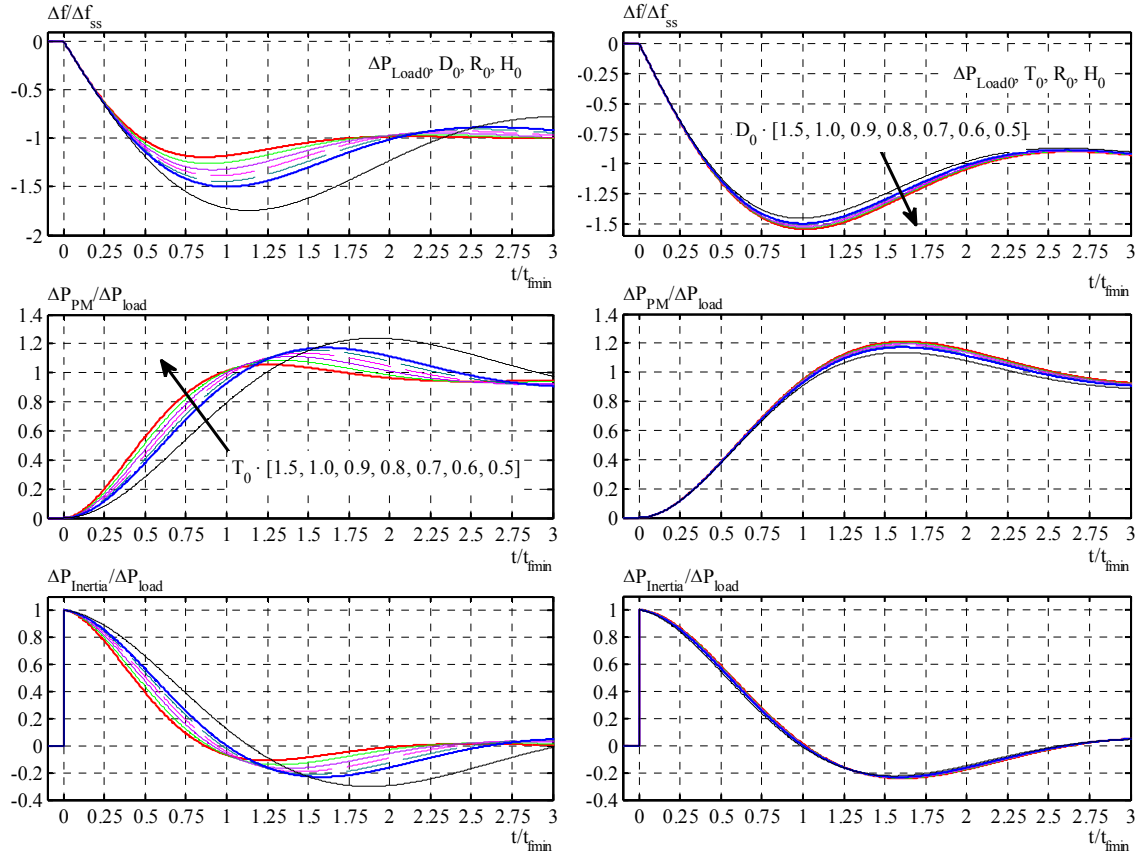 Δf/Δf_ss
ΔP_Load0, D_0, R_0, H_0
0
-0.5
-1
-1.5
-2
0 0.25 0.5 0.75 1 1.25 1.5 1.75 2 2.25 2.5 2.75 3
t/t_fmin
Δf/Δf_ss
ΔP_Load0, T_0, R_0, H_0
D_0 · [1.5, 1.0, 0.9, 0.8, 0.7, 0.6, 0.5]
0
-0.25
-0.5
-0.75
-1
-1.25
-1.5
0 0.25 0.5 0.75 1 1.25 1.5 1.75 2 2.25 2.5 2.75 3
t/t_fmin
ΔP_PM/ΔP_load
1.4
1.2
1
0.8
0.6
0.4
0.2
0
T_0 · [1.5, 1.0, 0.9, 0.8, 0.7, 0.6, 0.5]
0 0.25 0.5 0.75 1 1.25 1.5 1.75 2 2.25 2.5 2.75 3
t/t_fmin
ΔP_PM/ΔP_load
1.4
1.2
1
0.8
0.6
0.4
0.2
0
0 0.25 0.5 0.75 1 1.25 1.5 1.75 2 2.25 2.5 2.75 3
t/t_fmin
ΔP_Inertia/ΔP_load
1
0.8
0.6
0.4
0.2
0
-0.2
-0.4
0 0.25 0.5 0.75 1 1.25 1.5 1.75 2 2.25 2.5 2.75 3
t/t_fmin
ΔP_Inertia/ΔP_load
1
0.8
0.6
0.4
0.2
0
-0.2
-0.4
0 0.25 0.5 0.75 1 1.25 1.5 1.75 2 2.25 2.5 2.75 3
t/t_fmin